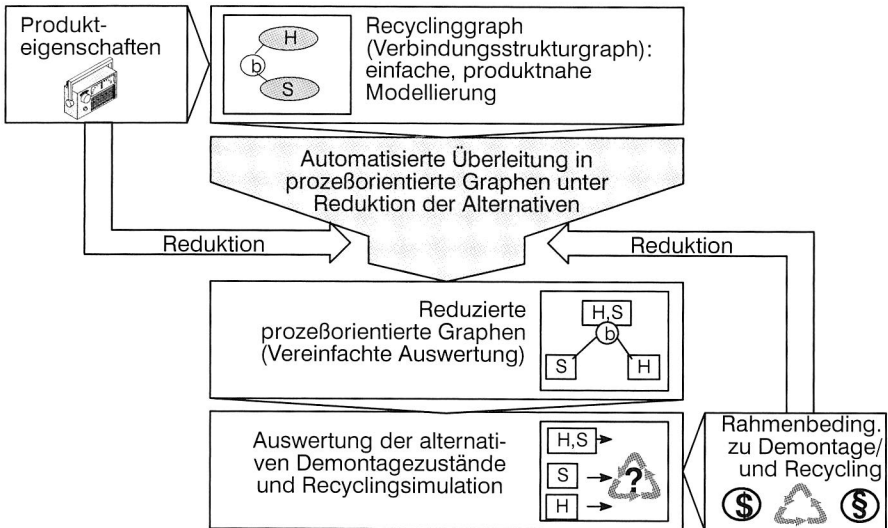 Produkt-
eigenschaften
H
b
S
Recyclinggraph
(Verbindungsstrukturgraph):
einfache, produktnahe
Modellierung
Automatisierte Überleitung in
prozeßorientierte Graphen unter
Reduktion der Alternativen
Reduktion
Reduktion
Reduzierte
prozeßorientierte Graphen
(Vereinfachte Auswertung)
H,S
b
S
H
Auswertung der alternati-
ven Demontagezustände
und Recyclingsimulation
H,S
S
H
?
Rahmenbeding.
zu Demontage/
und Recycling
$
§